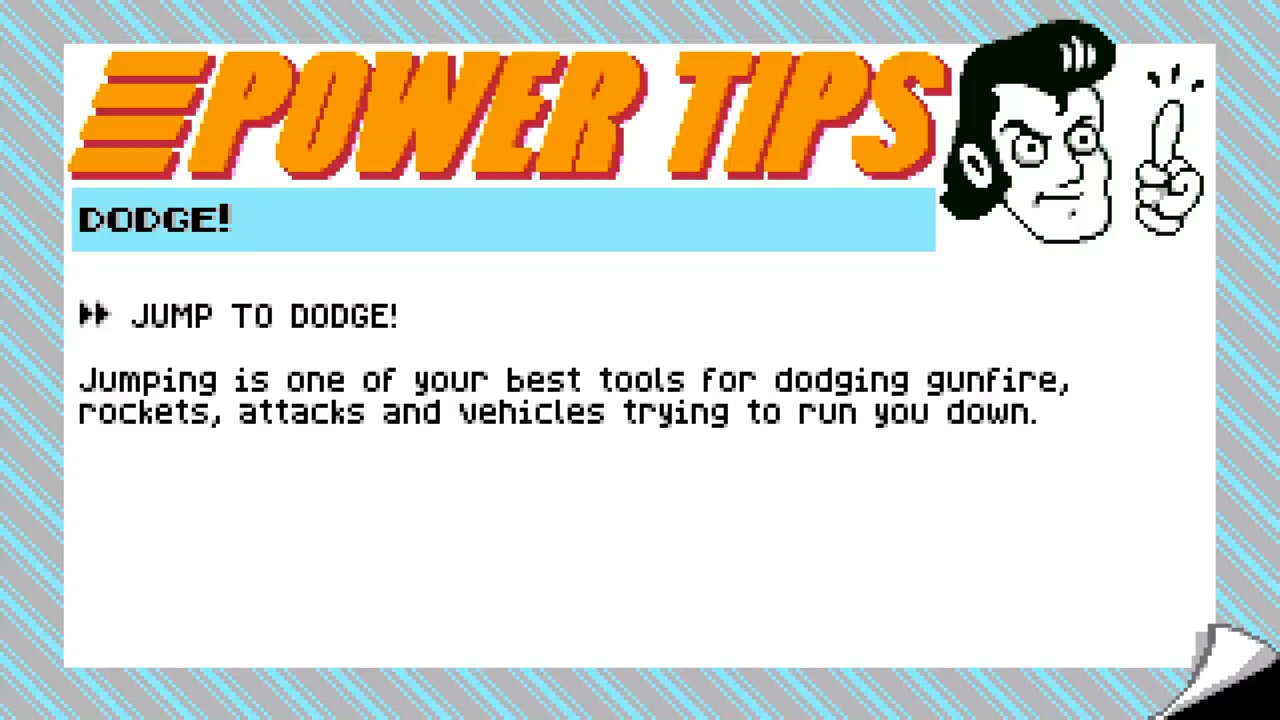 POWER TIPS
DODGE!
JUMP TO DODGE!
Jumping is one of your best tools for dodging gunfire,
rockets, attacks and vehicles trying to run you down.